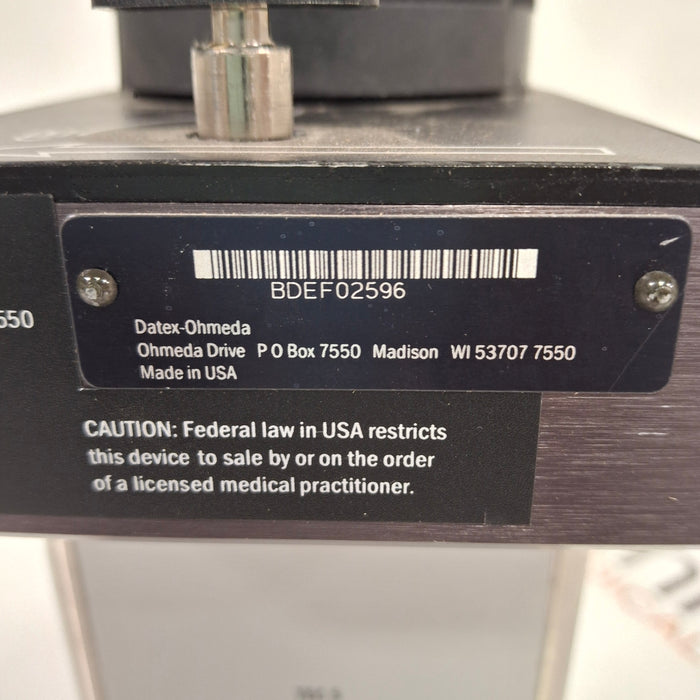 BDEF02596
Datex-Ohmeda
Ohmeda Drive P O Box 7550 Madison WI 53707 7550
Made in USA
550
CAUTION: Federal law in USA restricts
this device to sale by or on the order
of a licensed medical practitioner.